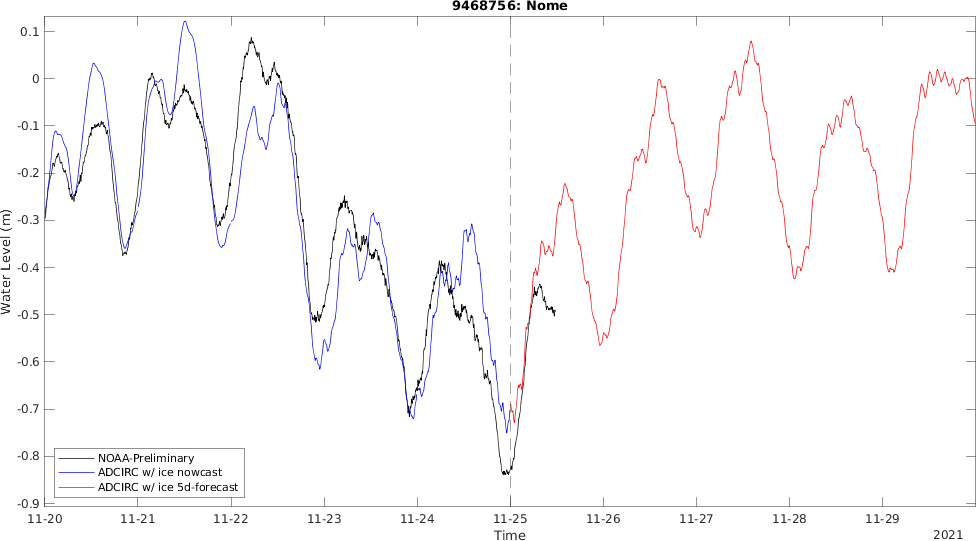 9468756: Nome
0.1
0
-0.1
-0.2
-0.3
-0.4
-0.5
-0.6
-0.7
-0.8
-0.9
Water Level (m)
NOAA-Preliminary
ADCIRC w/ ice nowcast
ADCIRC w/ ice 5d-forecast
11-20 11-21 11-22 11-23 11-24 11-25 11-26 11-27 11-28 11-29
Time
2021